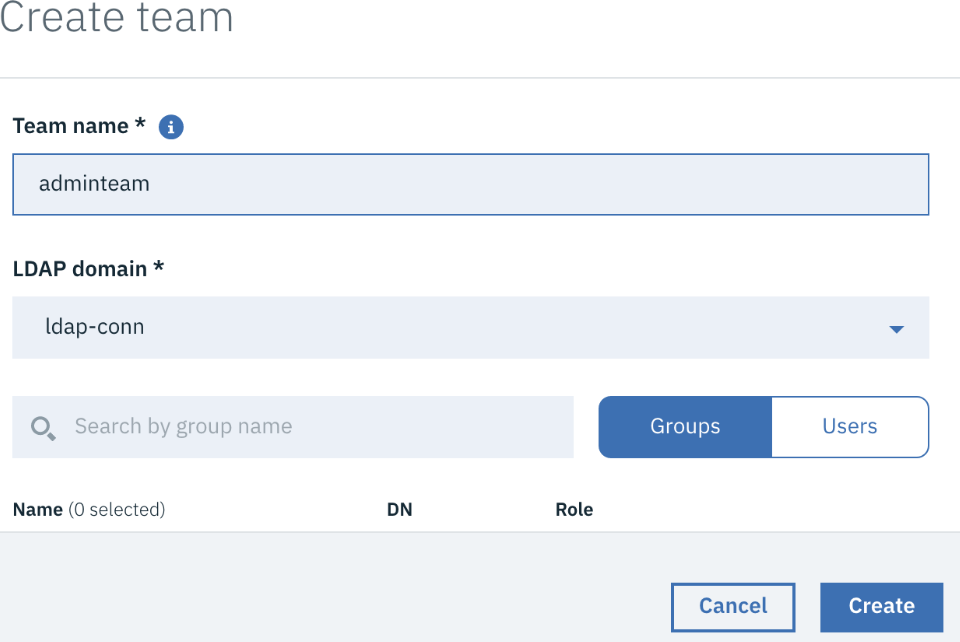 Create team
Team name * i
adminteam
LDAP domain *
ldap-conn
Search by group name Groups Users
Name (0 selected) DN Role
Cancel Create